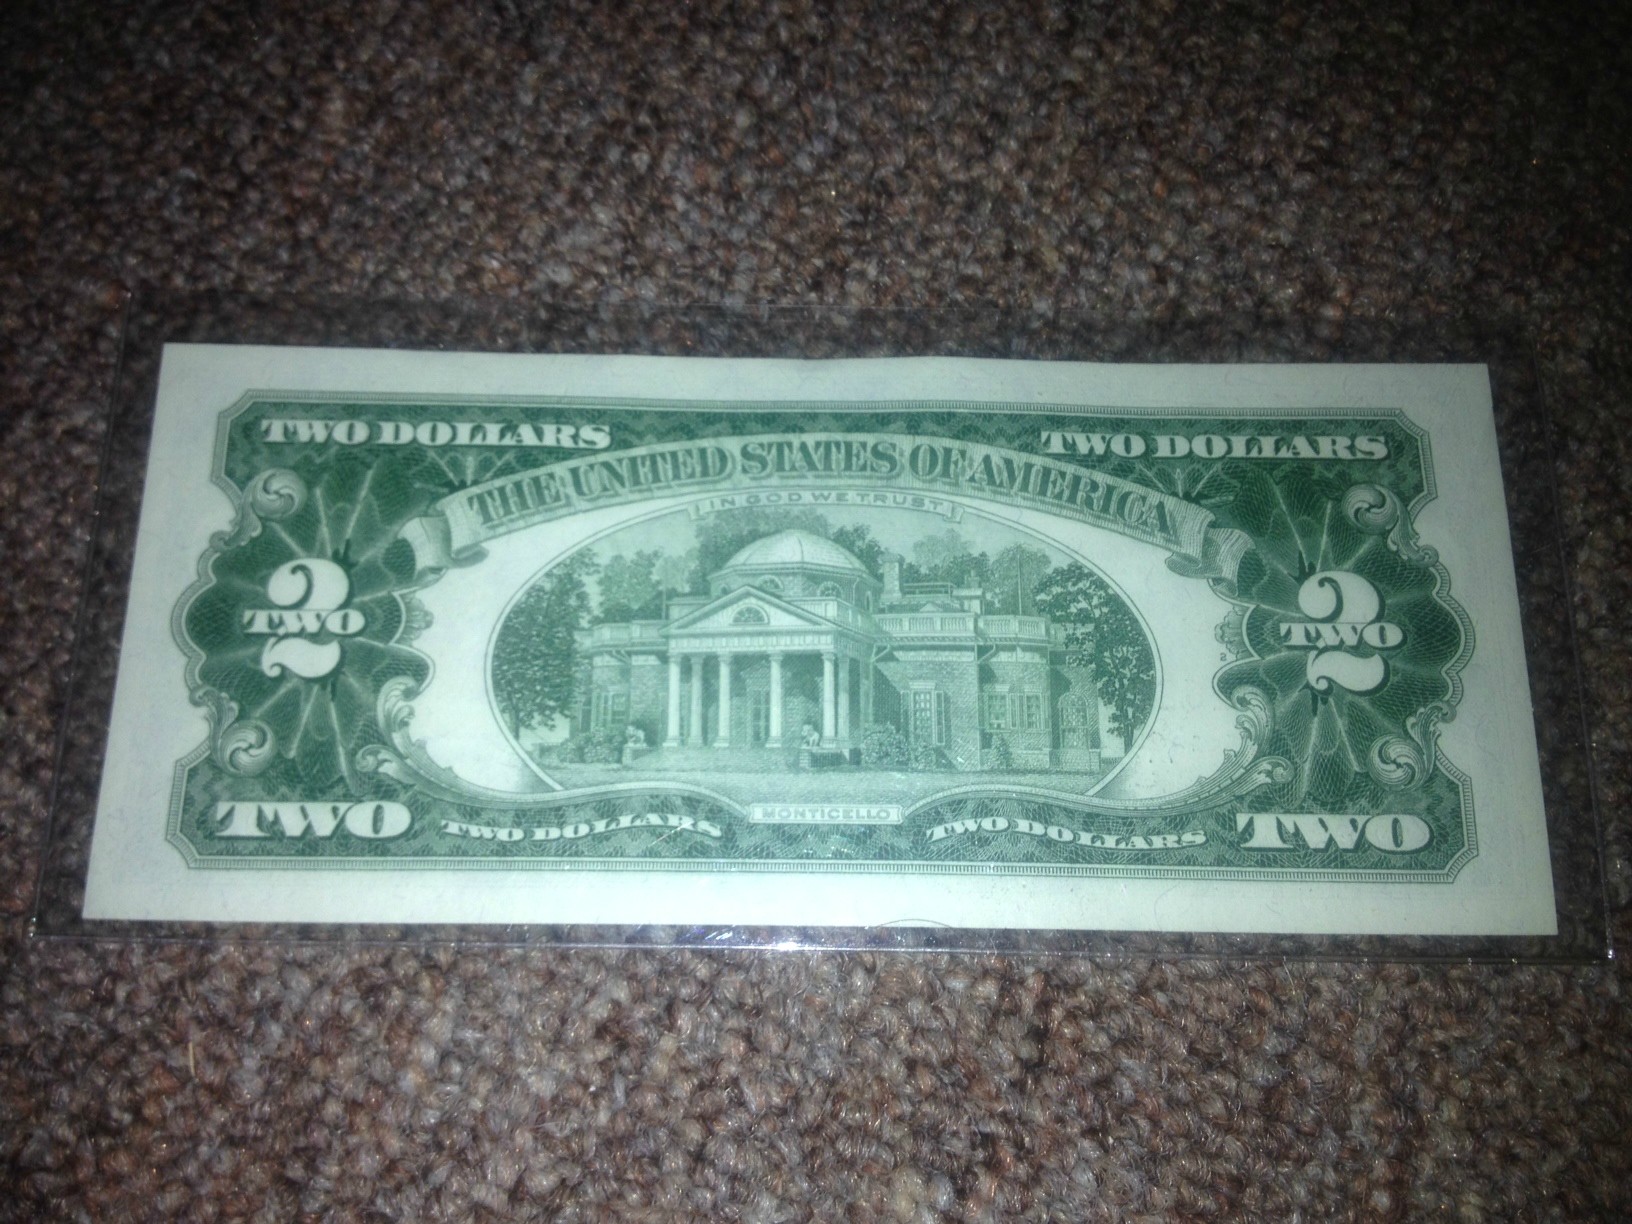 TWO DOLLARS
TWO DOLLARS
THE UNITED STATES OF AMERICA
IN GOD WE TRUST
2
TWO
2
TWO
2
MONTICELLO
TWO
TWO DOLLARS
TWO DOLLARS
TWO